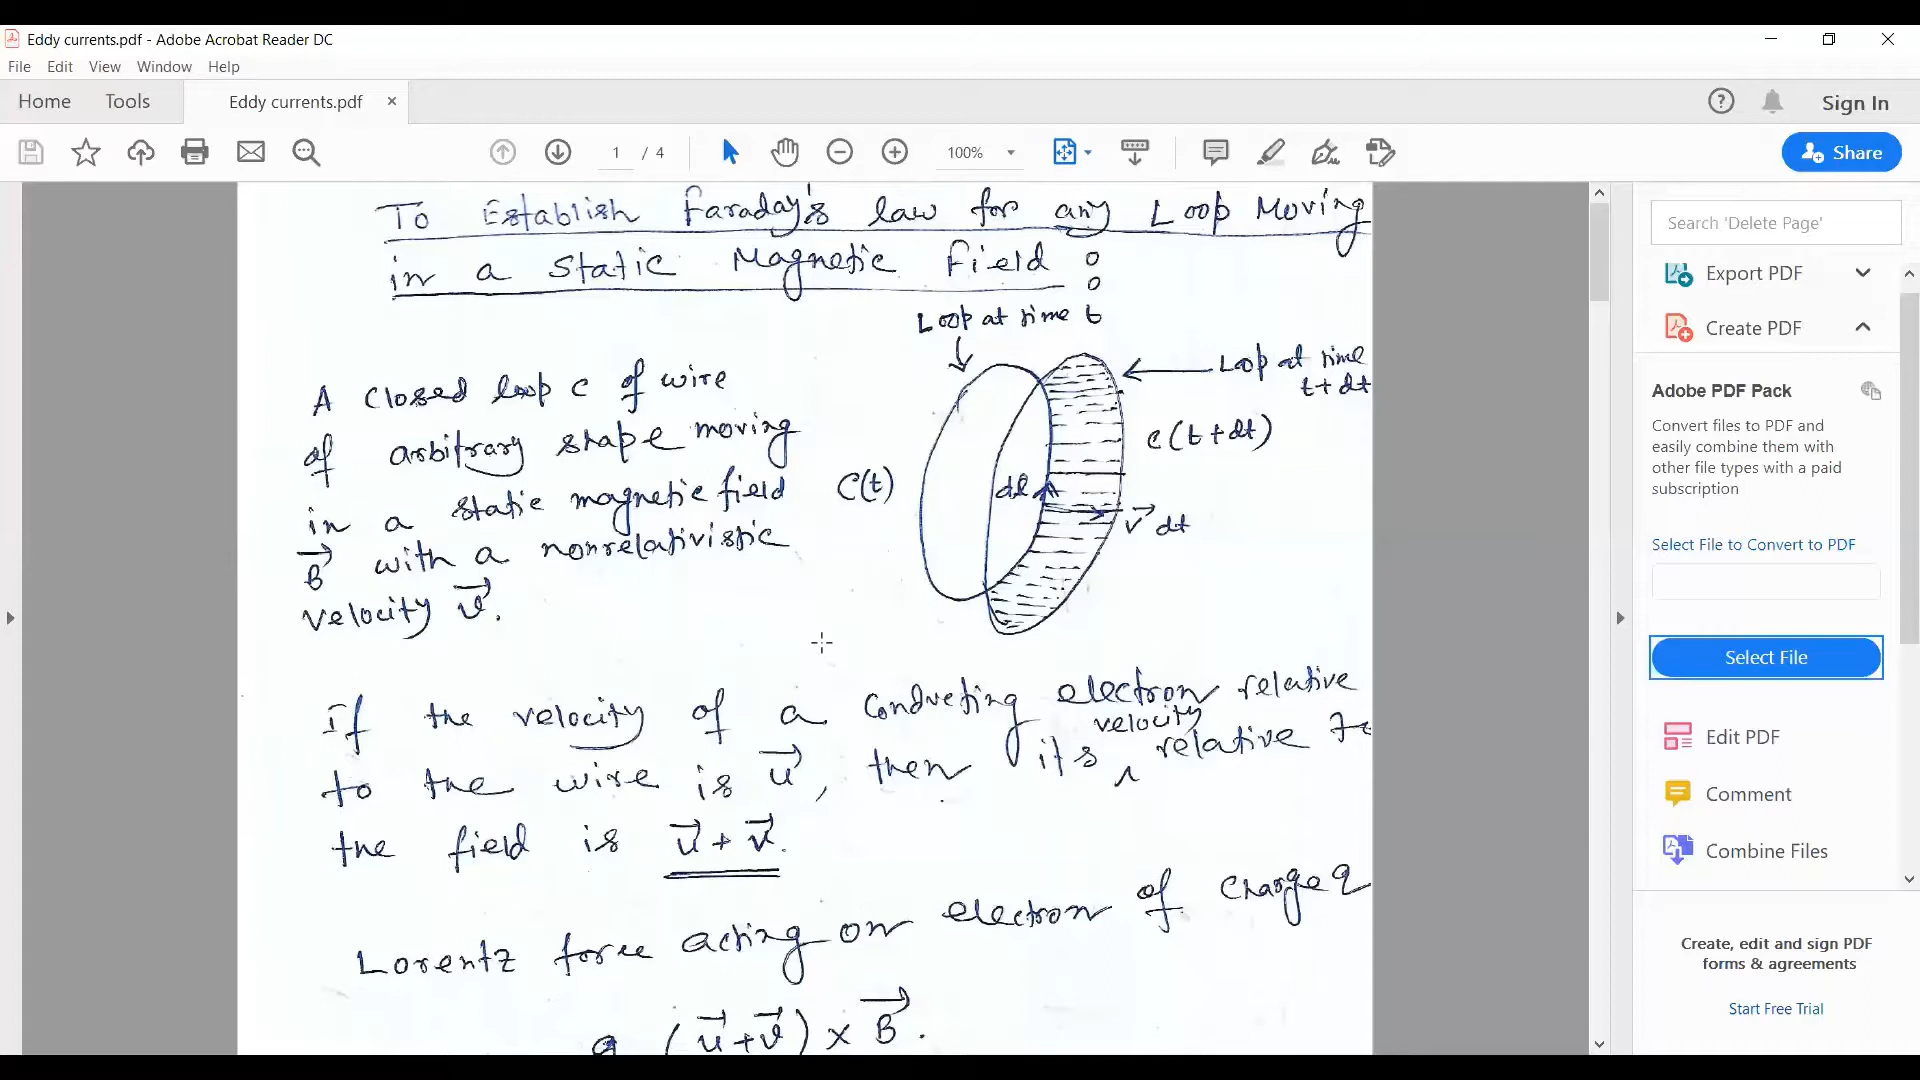 Eddy currents.pdf - Adobe Acrobat Reader DC
File Edit View Window Help
Home Tools Eddy currents.pdf × Sign In
1 / 4 100% Share
To Establish Faraday's law for any Loop Moving
in a Static Magnetic Field :
Loop at time t
Loop at time
t+dt
A closed loop C of wire
of arbitrary shape moving
in a static magnetic field
B⃗ with a nonrelativistic
velocity v⃗.
C(t)
C(t+dt)
dl
v⃗ dt
If the velocity of a conducting electron relative
to the wire is u⃗, then its velocity relative to
the field is u⃗ + v⃗.
Lorentz force acting on electron of charge q
q (u⃗+v⃗) × B⃗.
Search 'Delete Page'
Export PDF
Create PDF
Adobe PDF Pack
Convert files to PDF and
easily combine them with
other file types with a paid
subscription
Select File to Convert to PDF
Select File
Edit PDF
Comment
Combine Files
Create, edit and sign PDF
forms & agreements
Start Free Trial